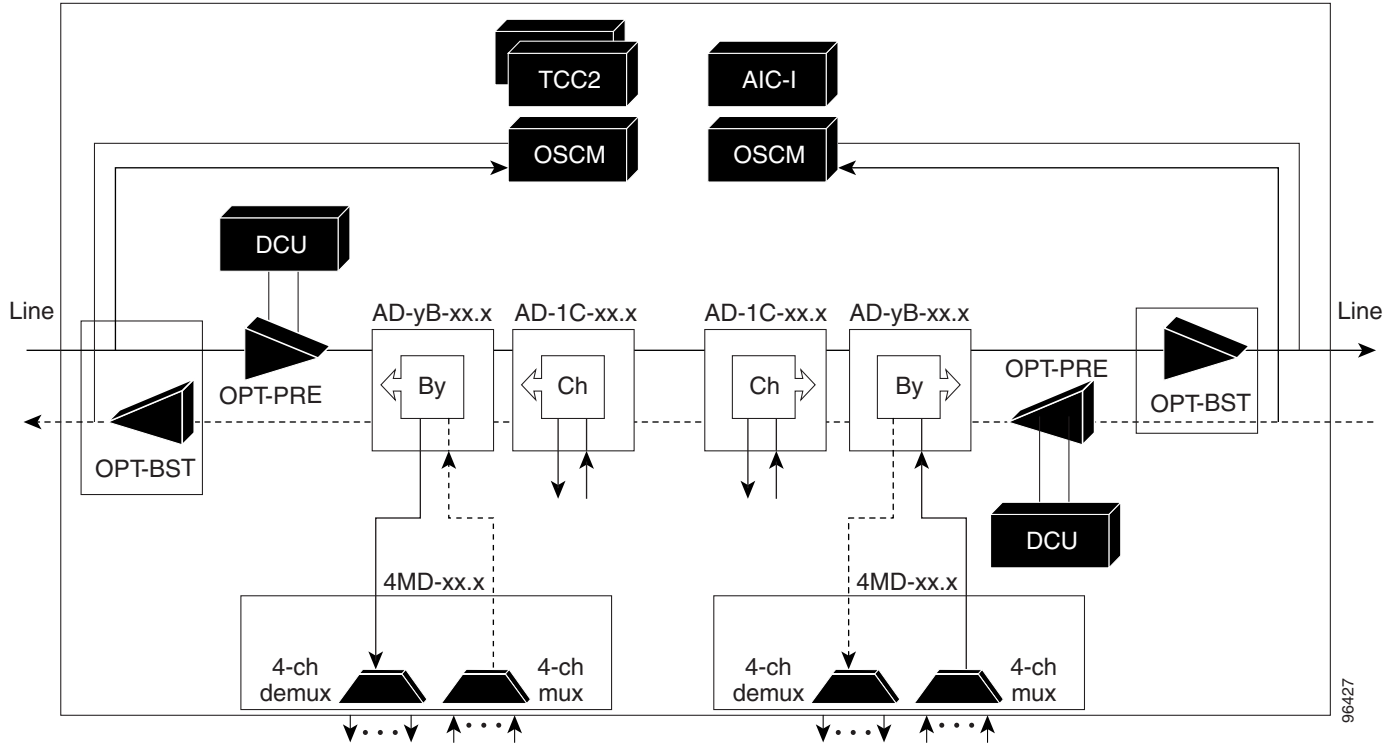 TCC2
AIC-I
OSCM
OSCM
DCU
Line
AD-yB-xx.x
AD-1C-xx.x
AD-1C-xx.x
AD-yB-xx.x
Line
OPT-PRE
By
Ch
Ch
By
OPT-PRE
OPT-BST
OPT-BST
DCU
4MD-xx.x
4MD-xx.x
4-ch
demux
4-ch
mux
4-ch
demux
4-ch
mux
96427